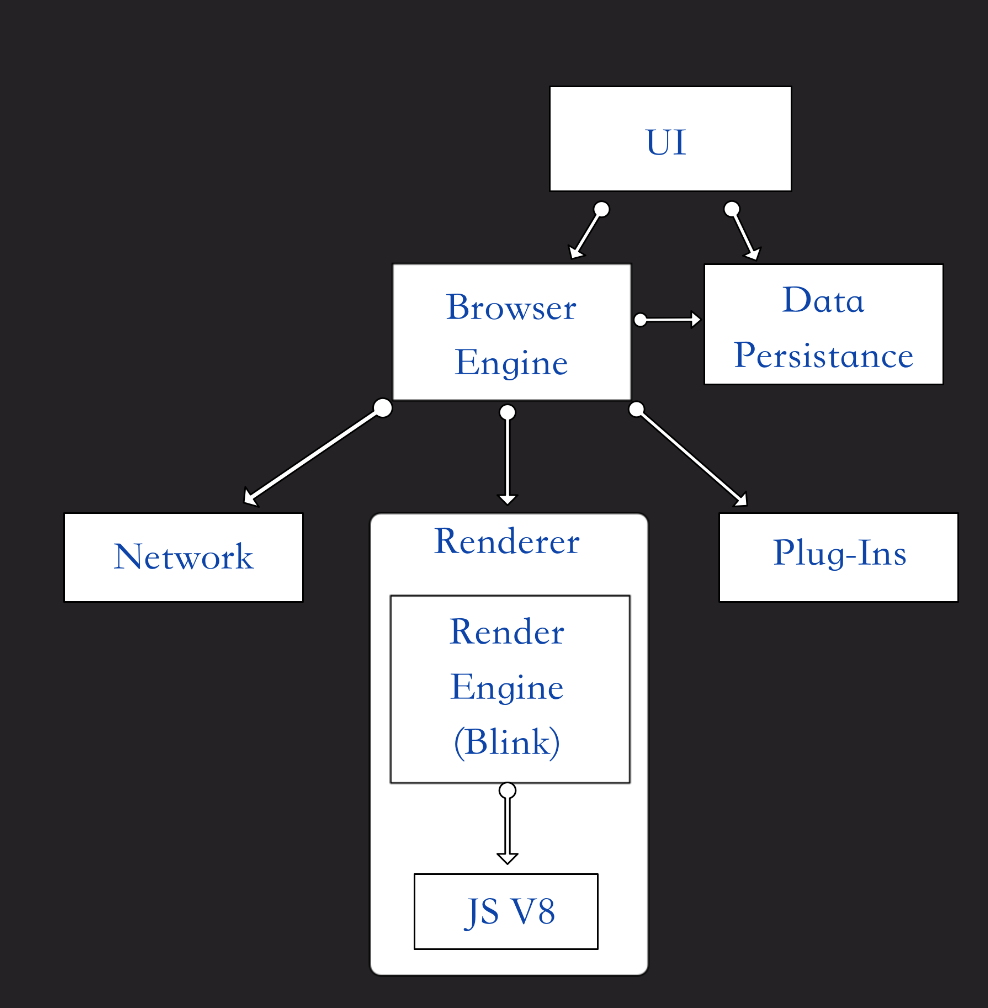 UI
Browser
Engine
Data
Persistance
Network
Renderer
Plug-Ins
Render
Engine
(Blink)
JS V8